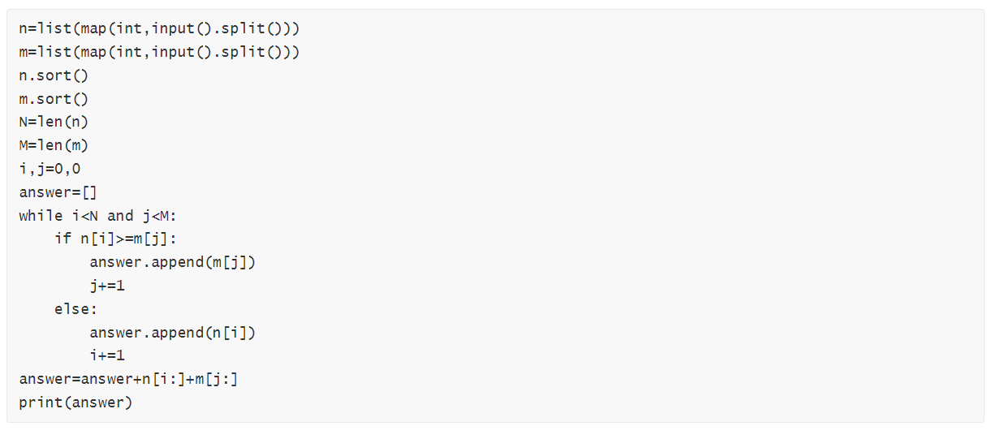 n=list(map(int,input().split()))
m=list(map(int,input().split()))
n.sort()
m.sort()
N=len(n)
M=len(m)
i,j=0,0
answer=[]
while i<N and j<M:
    if n[i]>=m[j]:
        answer.append(m[j])
        j+=1
    else:
        answer.append(n[i])
        i+=1
answer=answer+n[i:]+m[j:]
print(answer)